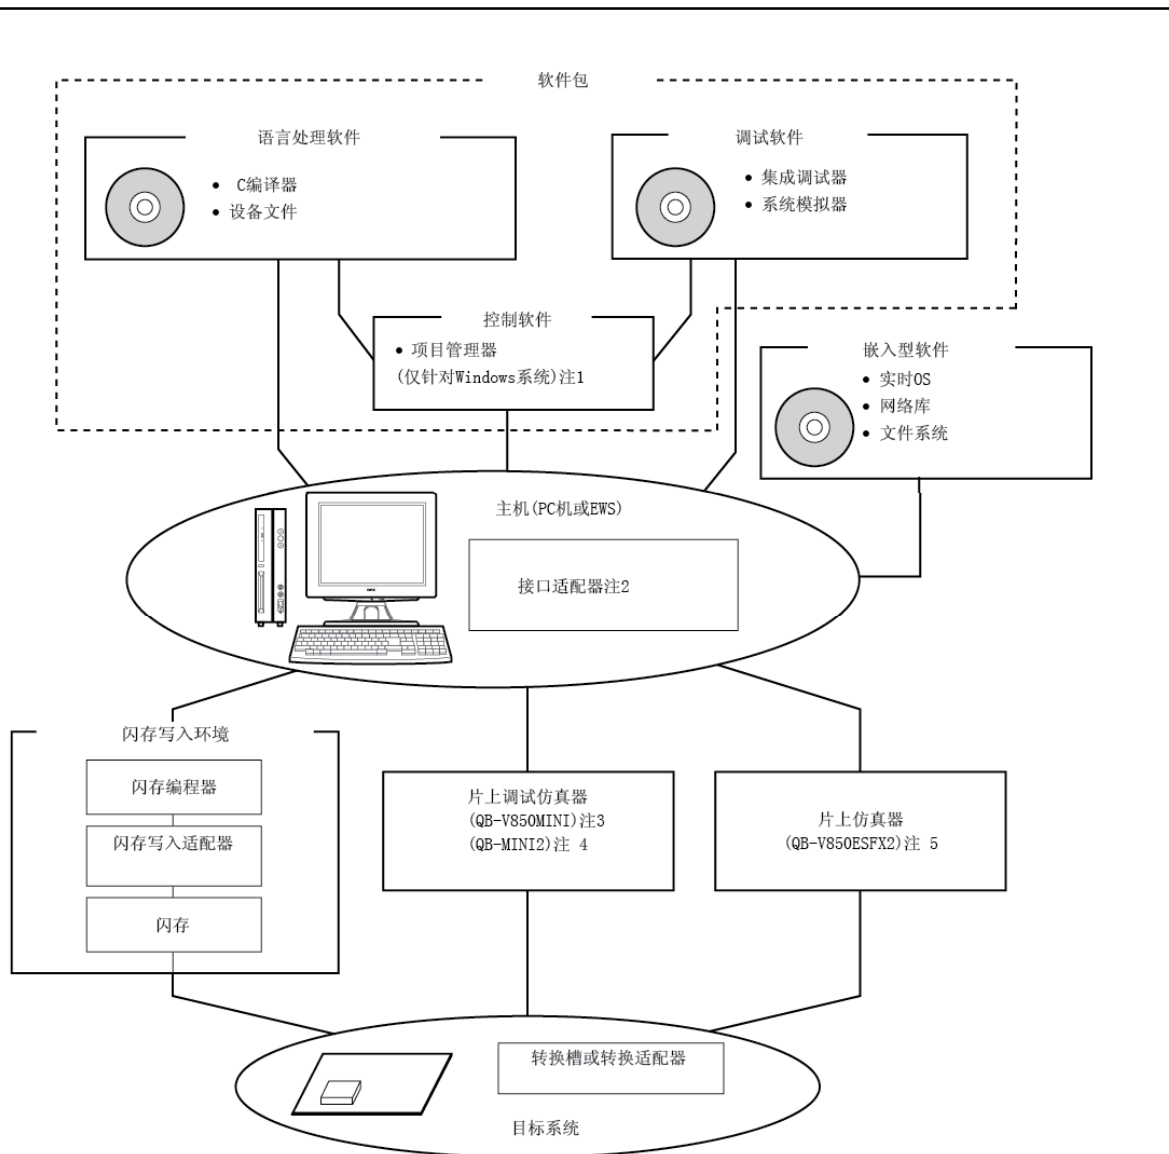 软件包
语言处理软件
• C编译器
• 设备文件
调试软件
• 集成调试器
• 系统模拟器
控制软件
• 项目管理器
(仅针对Windows系统)注1
嵌入型软件
• 实时OS
• 网络库
• 文件系统
主机(PC机或EWS)
接口适配器注2
NEC
闪存写入环境
闪存编程器
闪存写入适配器
闪存
片上调试仿真器
(QB-V850MINI)注3
(QB-MINI2)注 4
片上仿真器
(QB-V850ESFX2)注 5
转换槽或转换适配器
目标系统